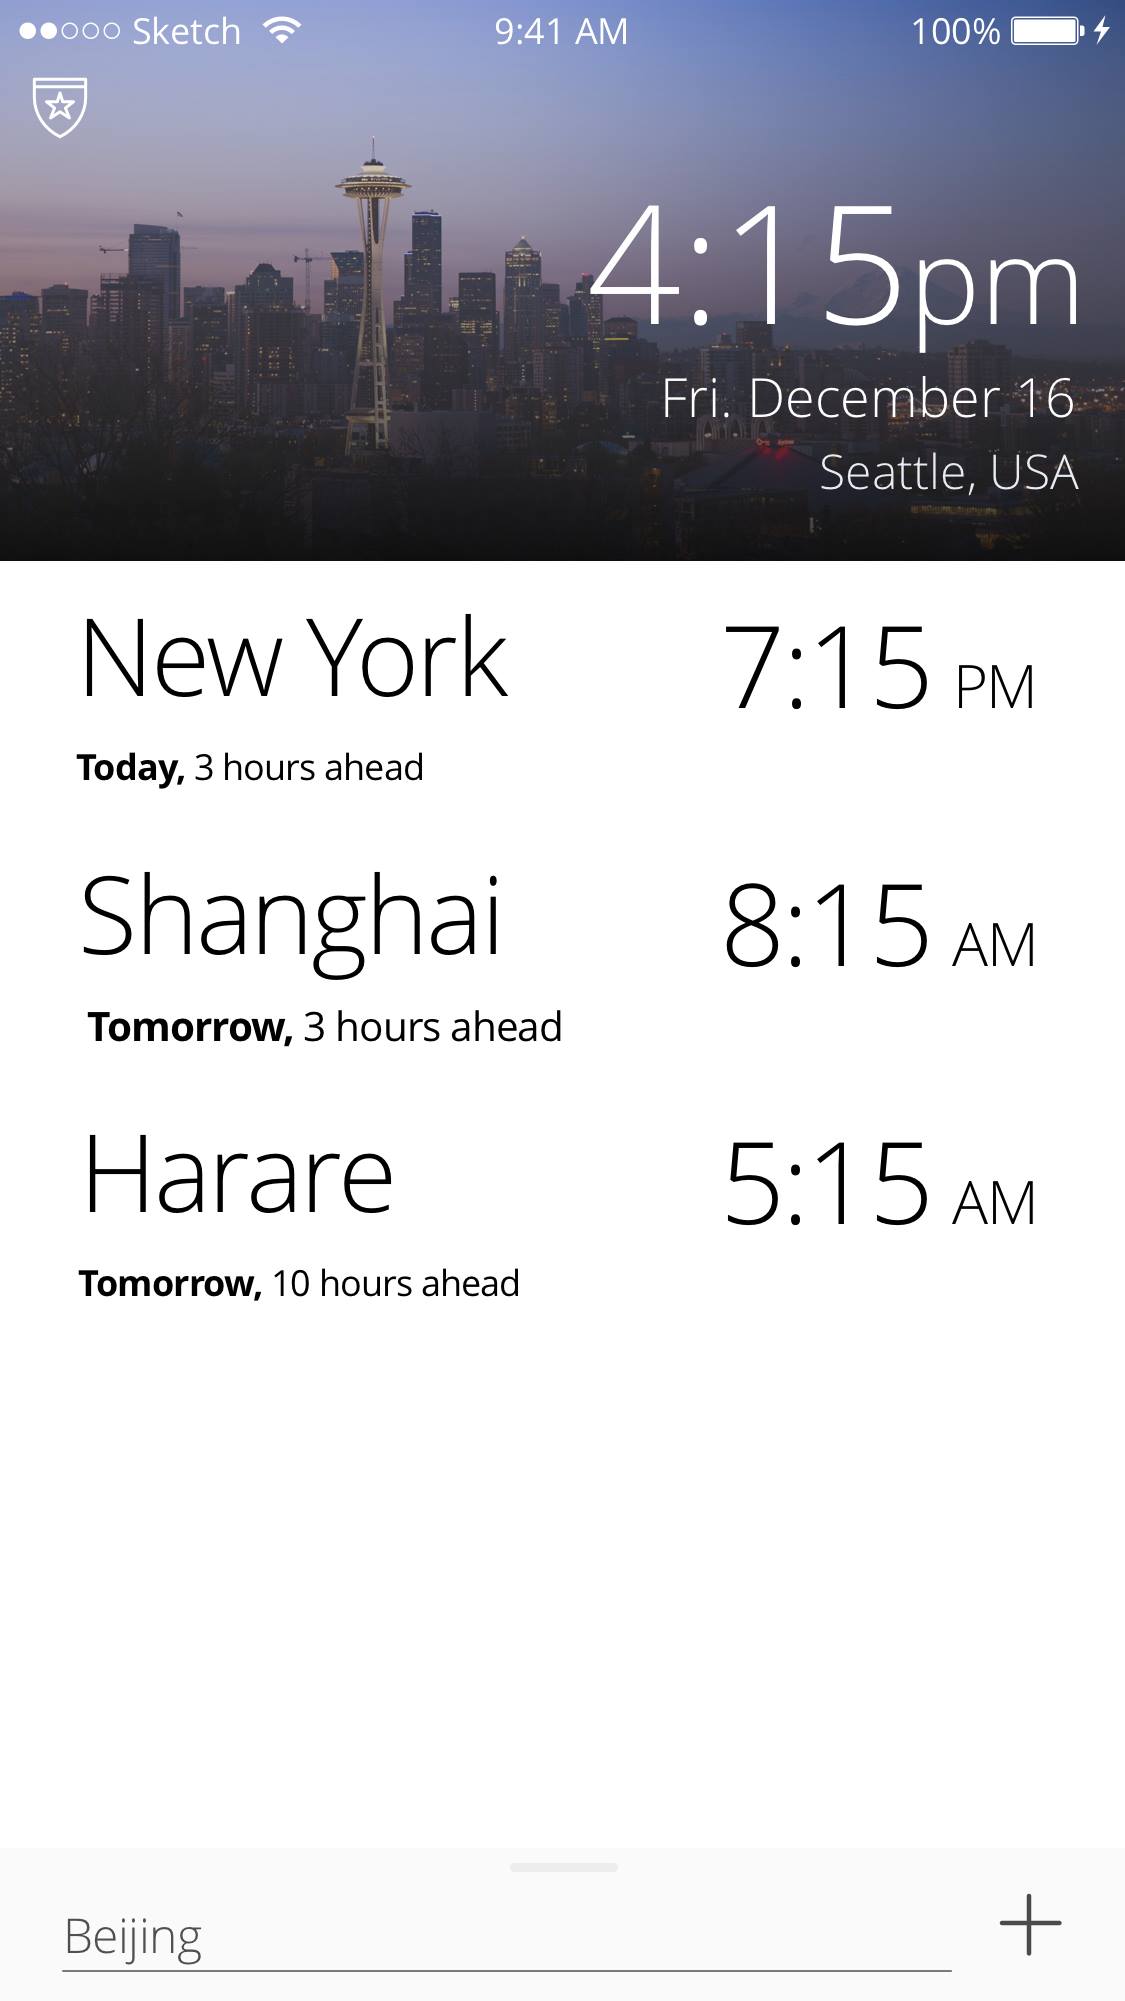 Sketch 9:41 AM 100%
4:15pm
Fri. December 16
Seattle, USA
New York 7:15 PM
Today, 3 hours ahead
Shanghai 8:15 AM
Tomorrow, 3 hours ahead
Harare 5:15 AM
Tomorrow, 10 hours ahead
Beijing